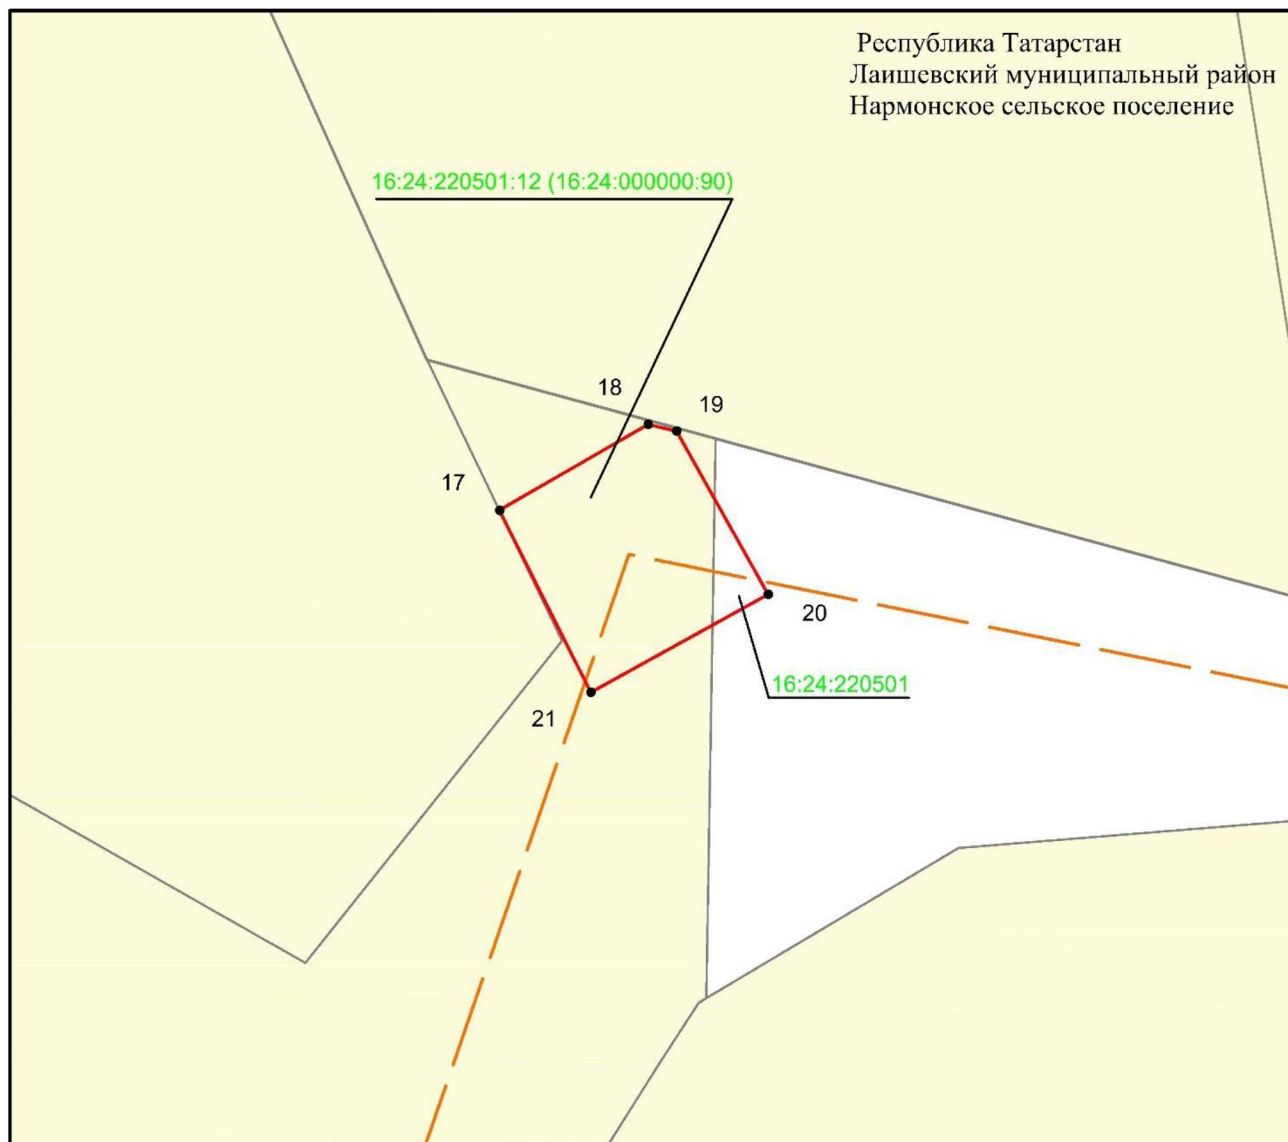 Республика Татарстан
Лаишевский муниципальный район
Нармонское сельское поселение
16:24:220501:12 (16:24:000000:90)
18
19
17
20
16:24:220501
21